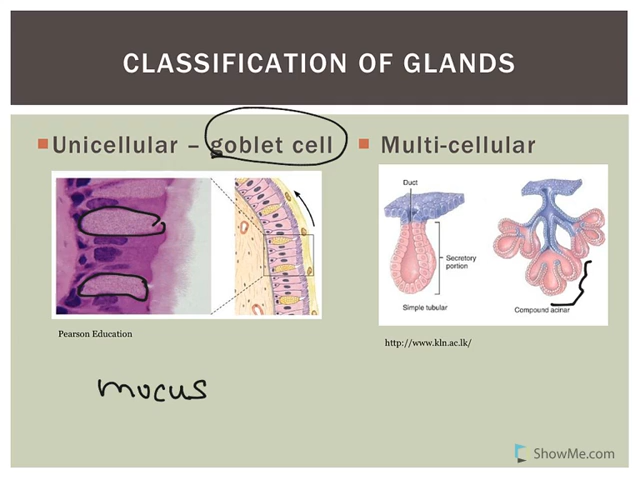 CLASSIFICATION OF GLANDS
Unicellular – goblet cell
Multi-cellular
Duct
Secretory
portion
Simple tubular
Compound acinar
Pearson Education
http://www.kln.ac.lk/
mucus
ShowMe.com